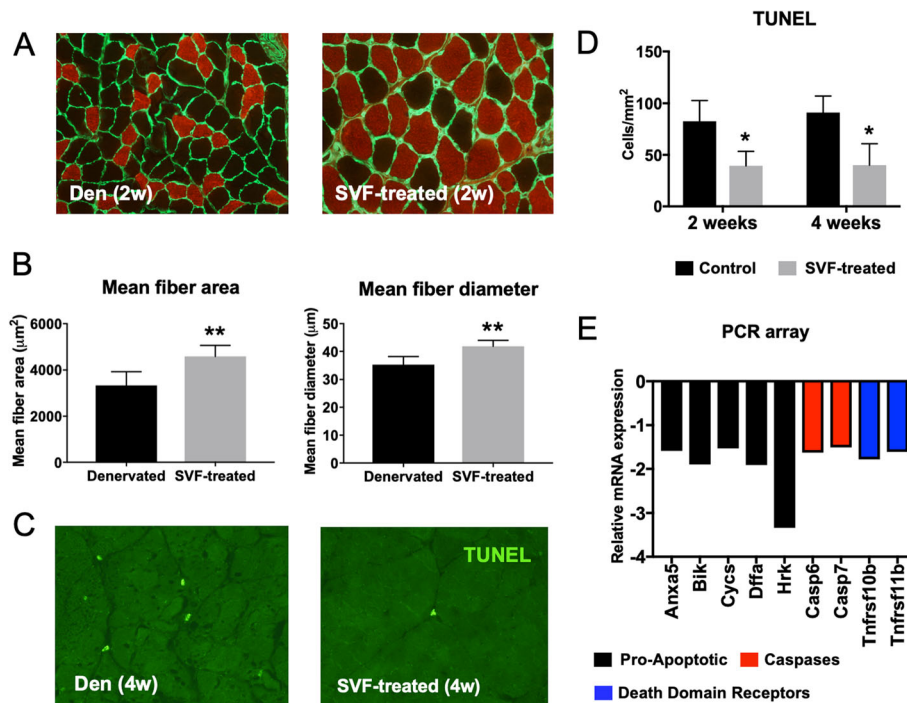 A
Den (2w)
SVF-treated (2w)
B
Mean fiber area
Mean fiber area (μm²)
6000
4000
2000
0
**
Denervated
SVF-treated
Mean fiber diameter
Mean fiber diameter (μm)
50
40
30
20
10
0
**
Denervated
SVF-treated
C
Den (4w)
TUNEL
SVF-treated (4w)
D
TUNEL
Cells/mm²
150
100
50
0
*
*
2 weeks
4 weeks
Control
SVF-treated
E
PCR array
Relative mRNA expression
0
-1
-2
-3
-4
Anxa5
Bik
Cycs
Dffa
Hrk
Casp6
Casp7
Tnfrsf10b
Tnfrsf11b
Pro-Apoptotic
Caspases
Death Domain Receptors